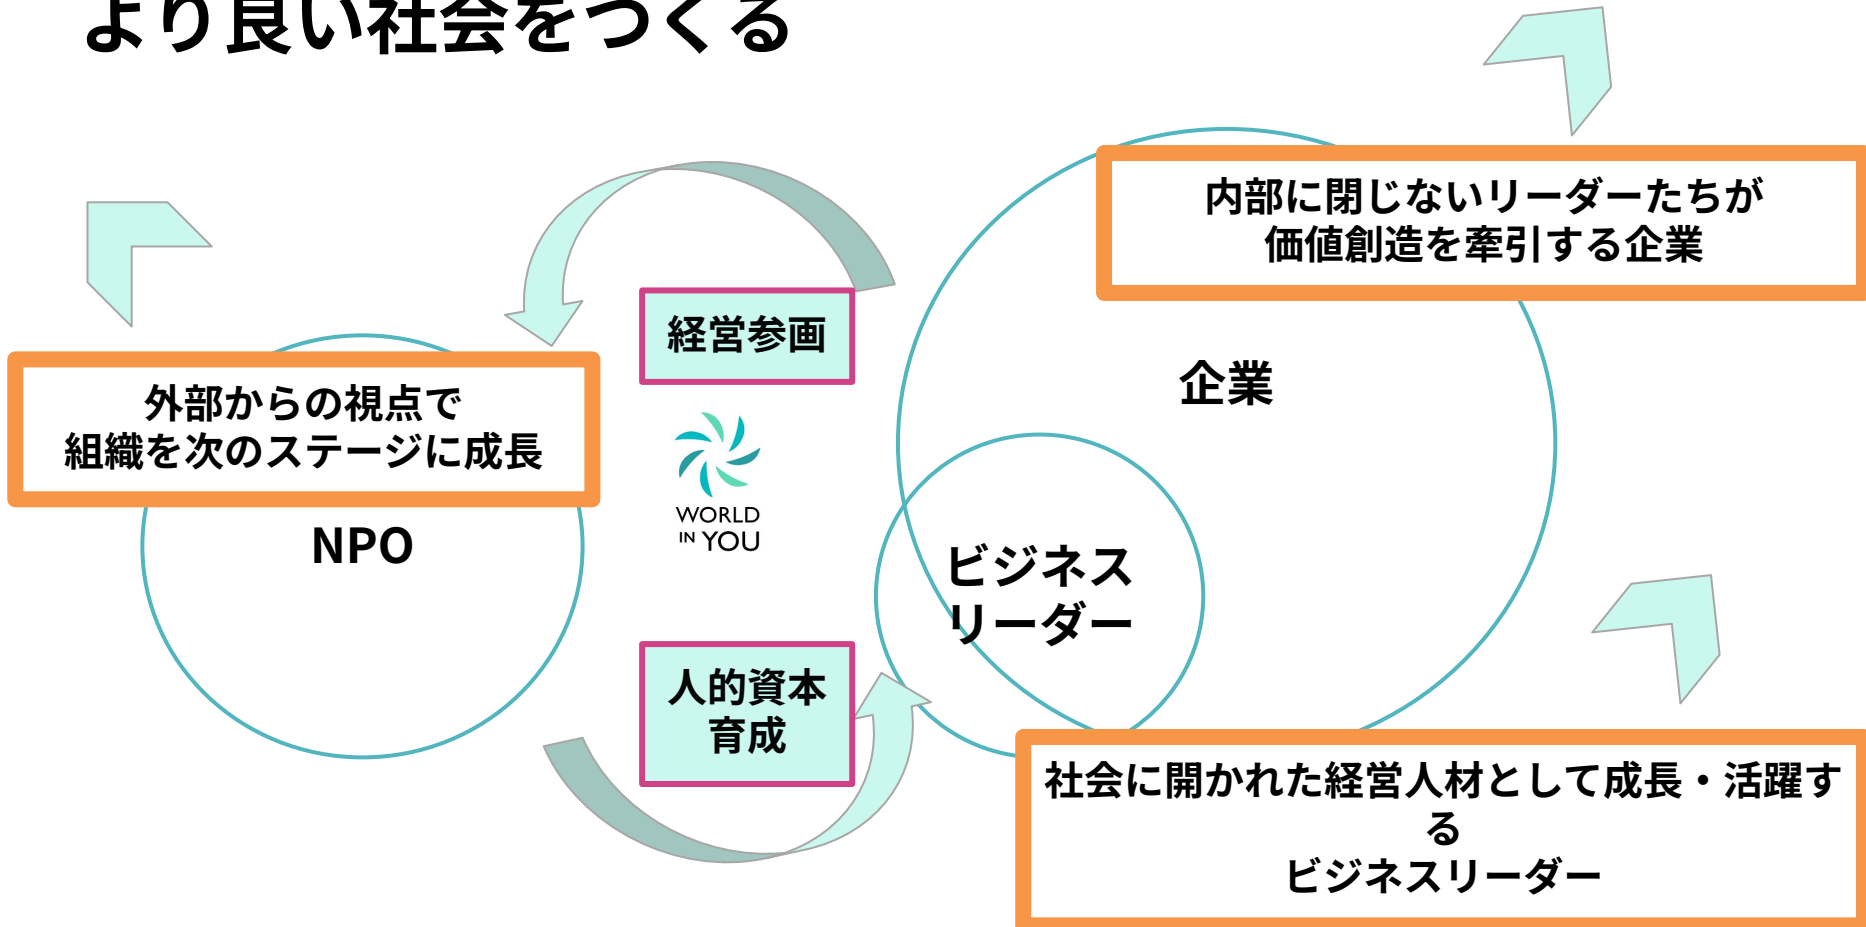 より良い社会をつくる
内部に閉じないリーダーたちが
価値創造を牽引する企業
経営参画
企業
外部からの視点で
組織を次のステージに成長
WORLD
IN YOU
NPO
ビジネス
リーダー
人的資本
育成
社会に開かれた経営人材として成長・活躍す
る
ビジネスリーダー